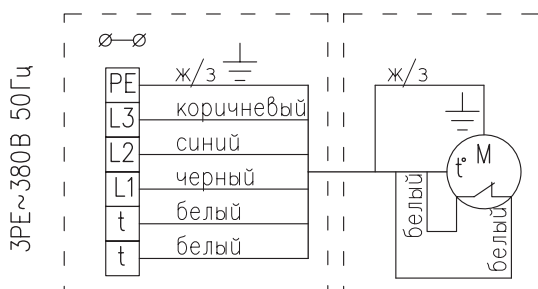 3PE~380В 50Гц
PE ж/з
L3 коричневый
L2 синий
L1 черный
t белый
t белый
ж/з
t° M
белый
белый